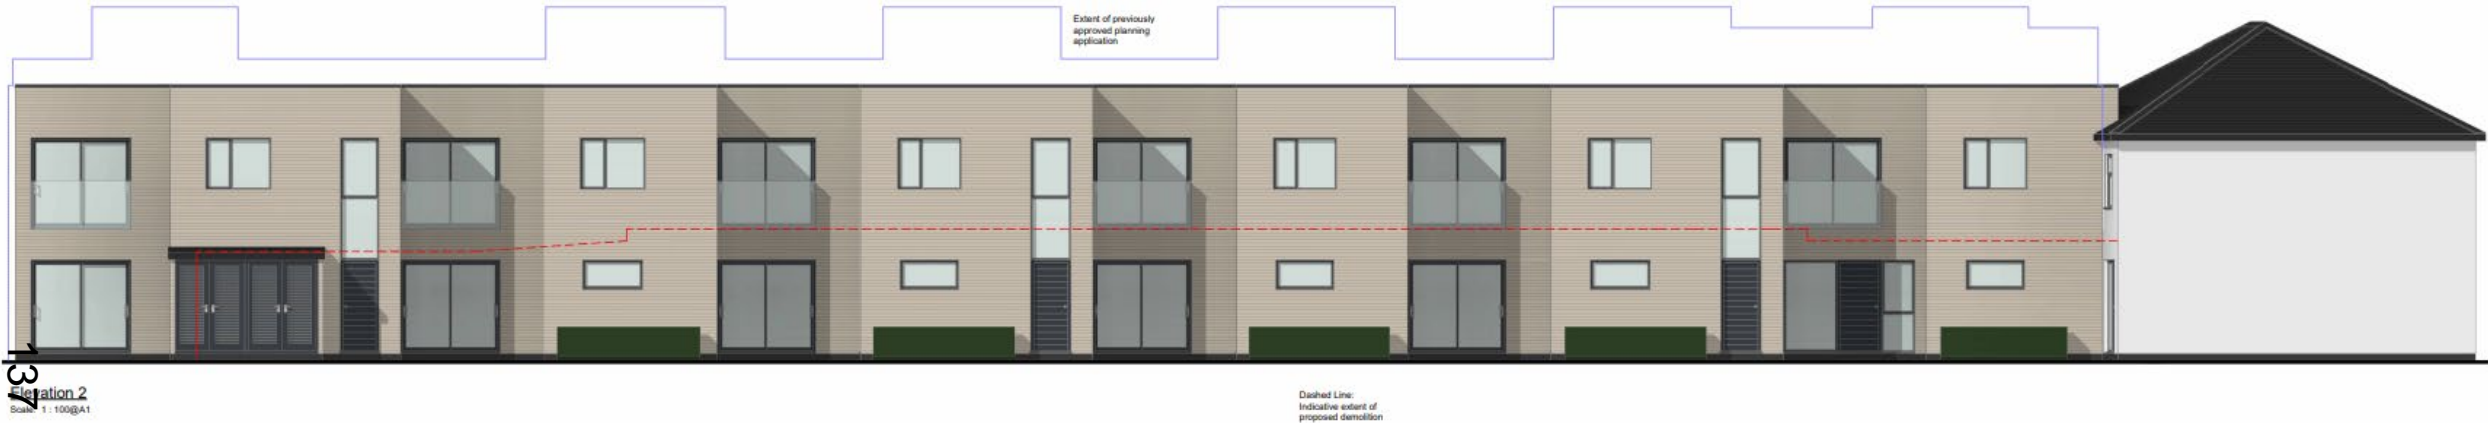 Extent of previously
approved planning
application
Elevation 2
Scale: 1 : 100@A1
Dashed Line:
Indicative extent of
proposed demolition
137